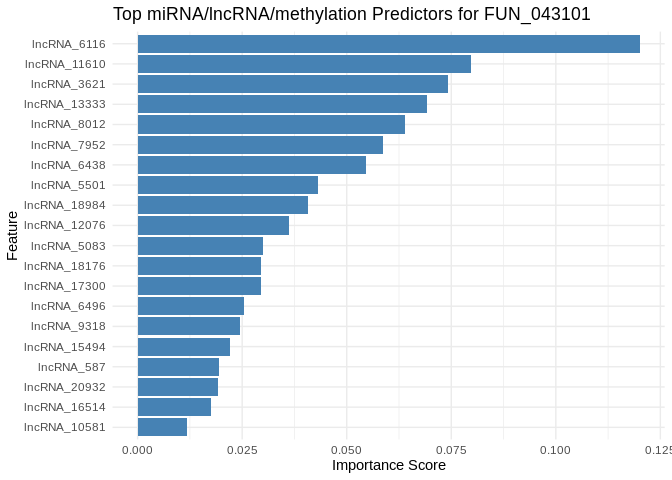 Top miRNA/lncRNA/methylation Predictors for FUN_043101
lncRNA_6116
lncRNA_11610
lncRNA_3621
lncRNA_13333
lncRNA_8012
lncRNA_7952
lncRNA_6438
lncRNA_5501
lncRNA_18984
lncRNA_12076
lncRNA_5083
lncRNA_18176
lncRNA_17300
lncRNA_6496
lncRNA_9318
lncRNA_15494
lncRNA_587
lncRNA_20932
lncRNA_16514
lncRNA_10581
Feature
0.000 0.025 0.050 0.075 0.100 0.125
Importance Score